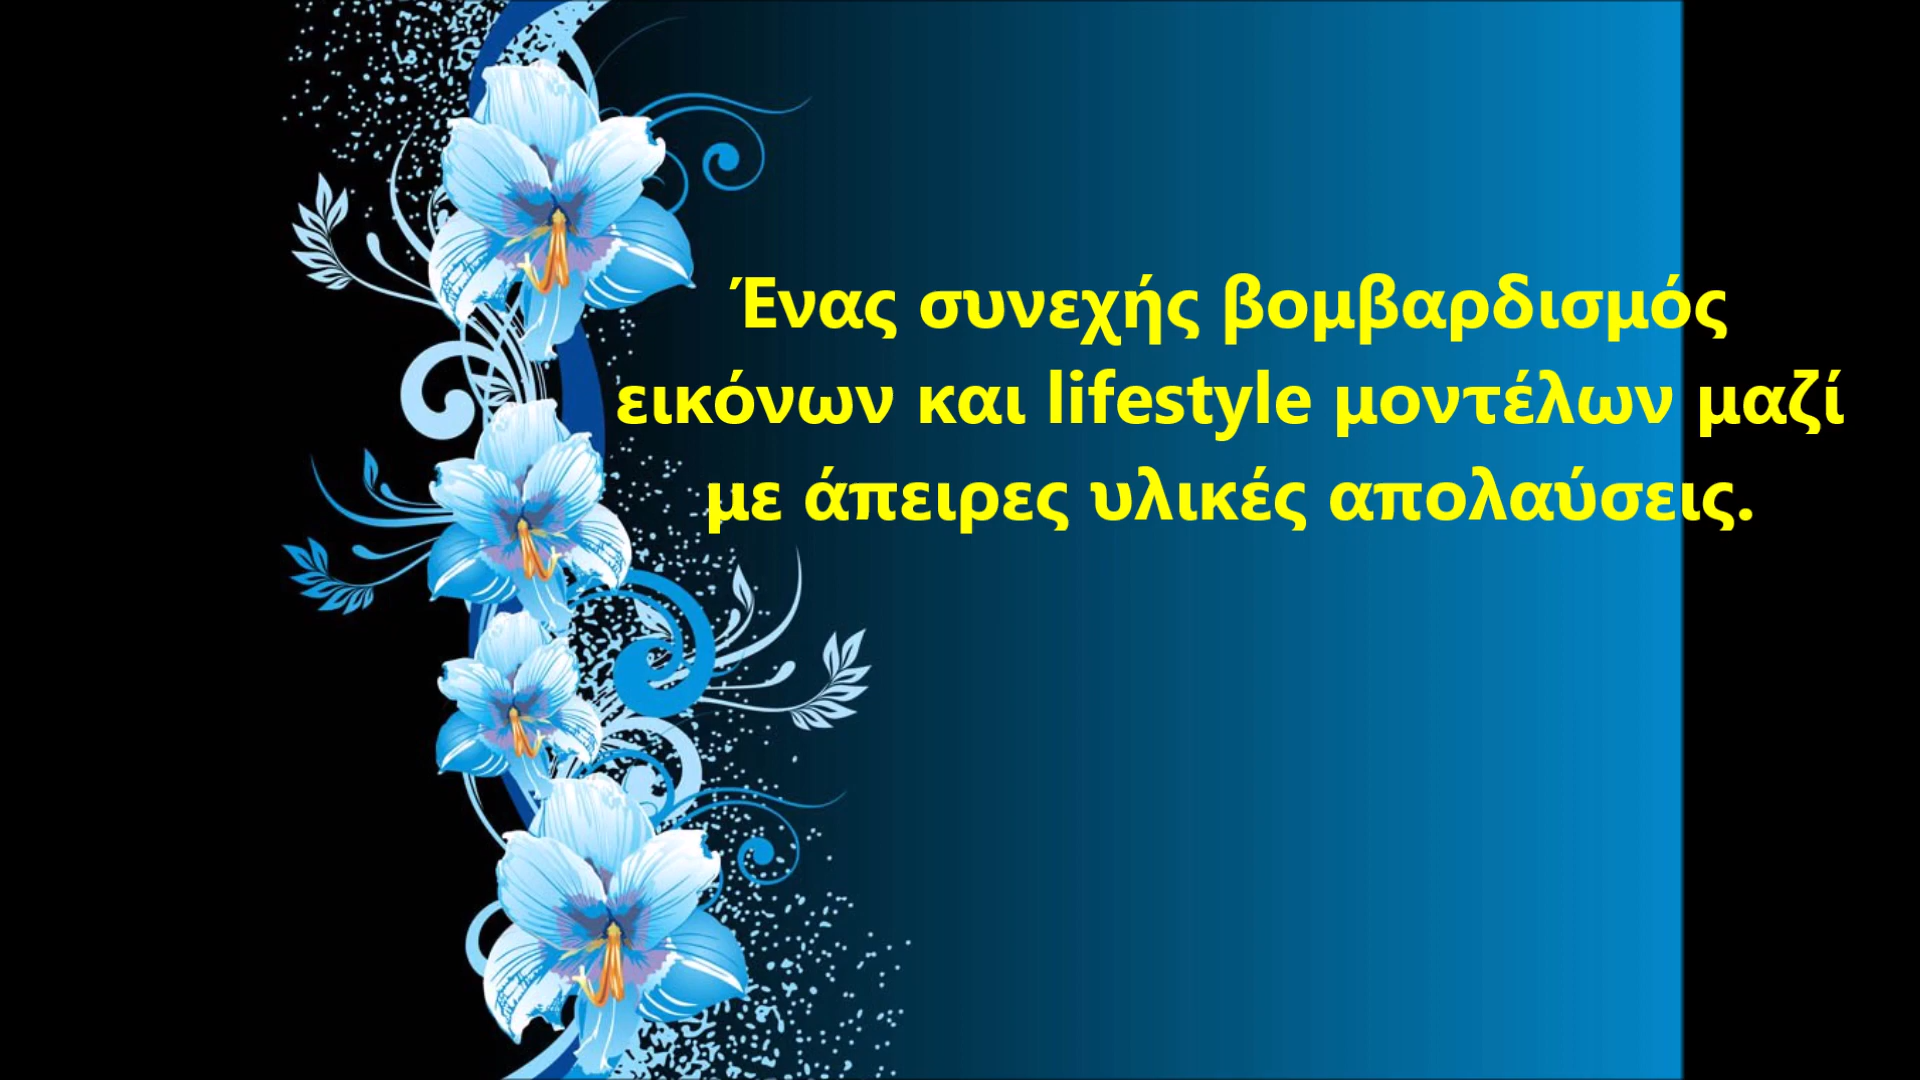 Ένας συνεχής βομβαρδισμός
εικόνων και lifestyle μοντέλων μαζί
με άπειρες υλικές απολαύσεις.